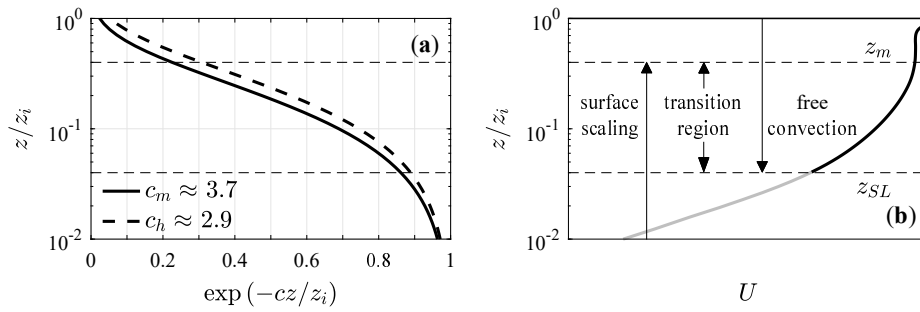 10^0
10^{-1}
10^{-2}
z/z_i
(a)
c_m ≈ 3.7
c_h ≈ 2.9
0 0.2 0.4 0.6 0.8 1
exp (−cz/z_i)
10^0
10^{-1}
10^{-2}
z/z_i
z_m
surface scaling
transition region
free convection
z_{SL}
(b)
U